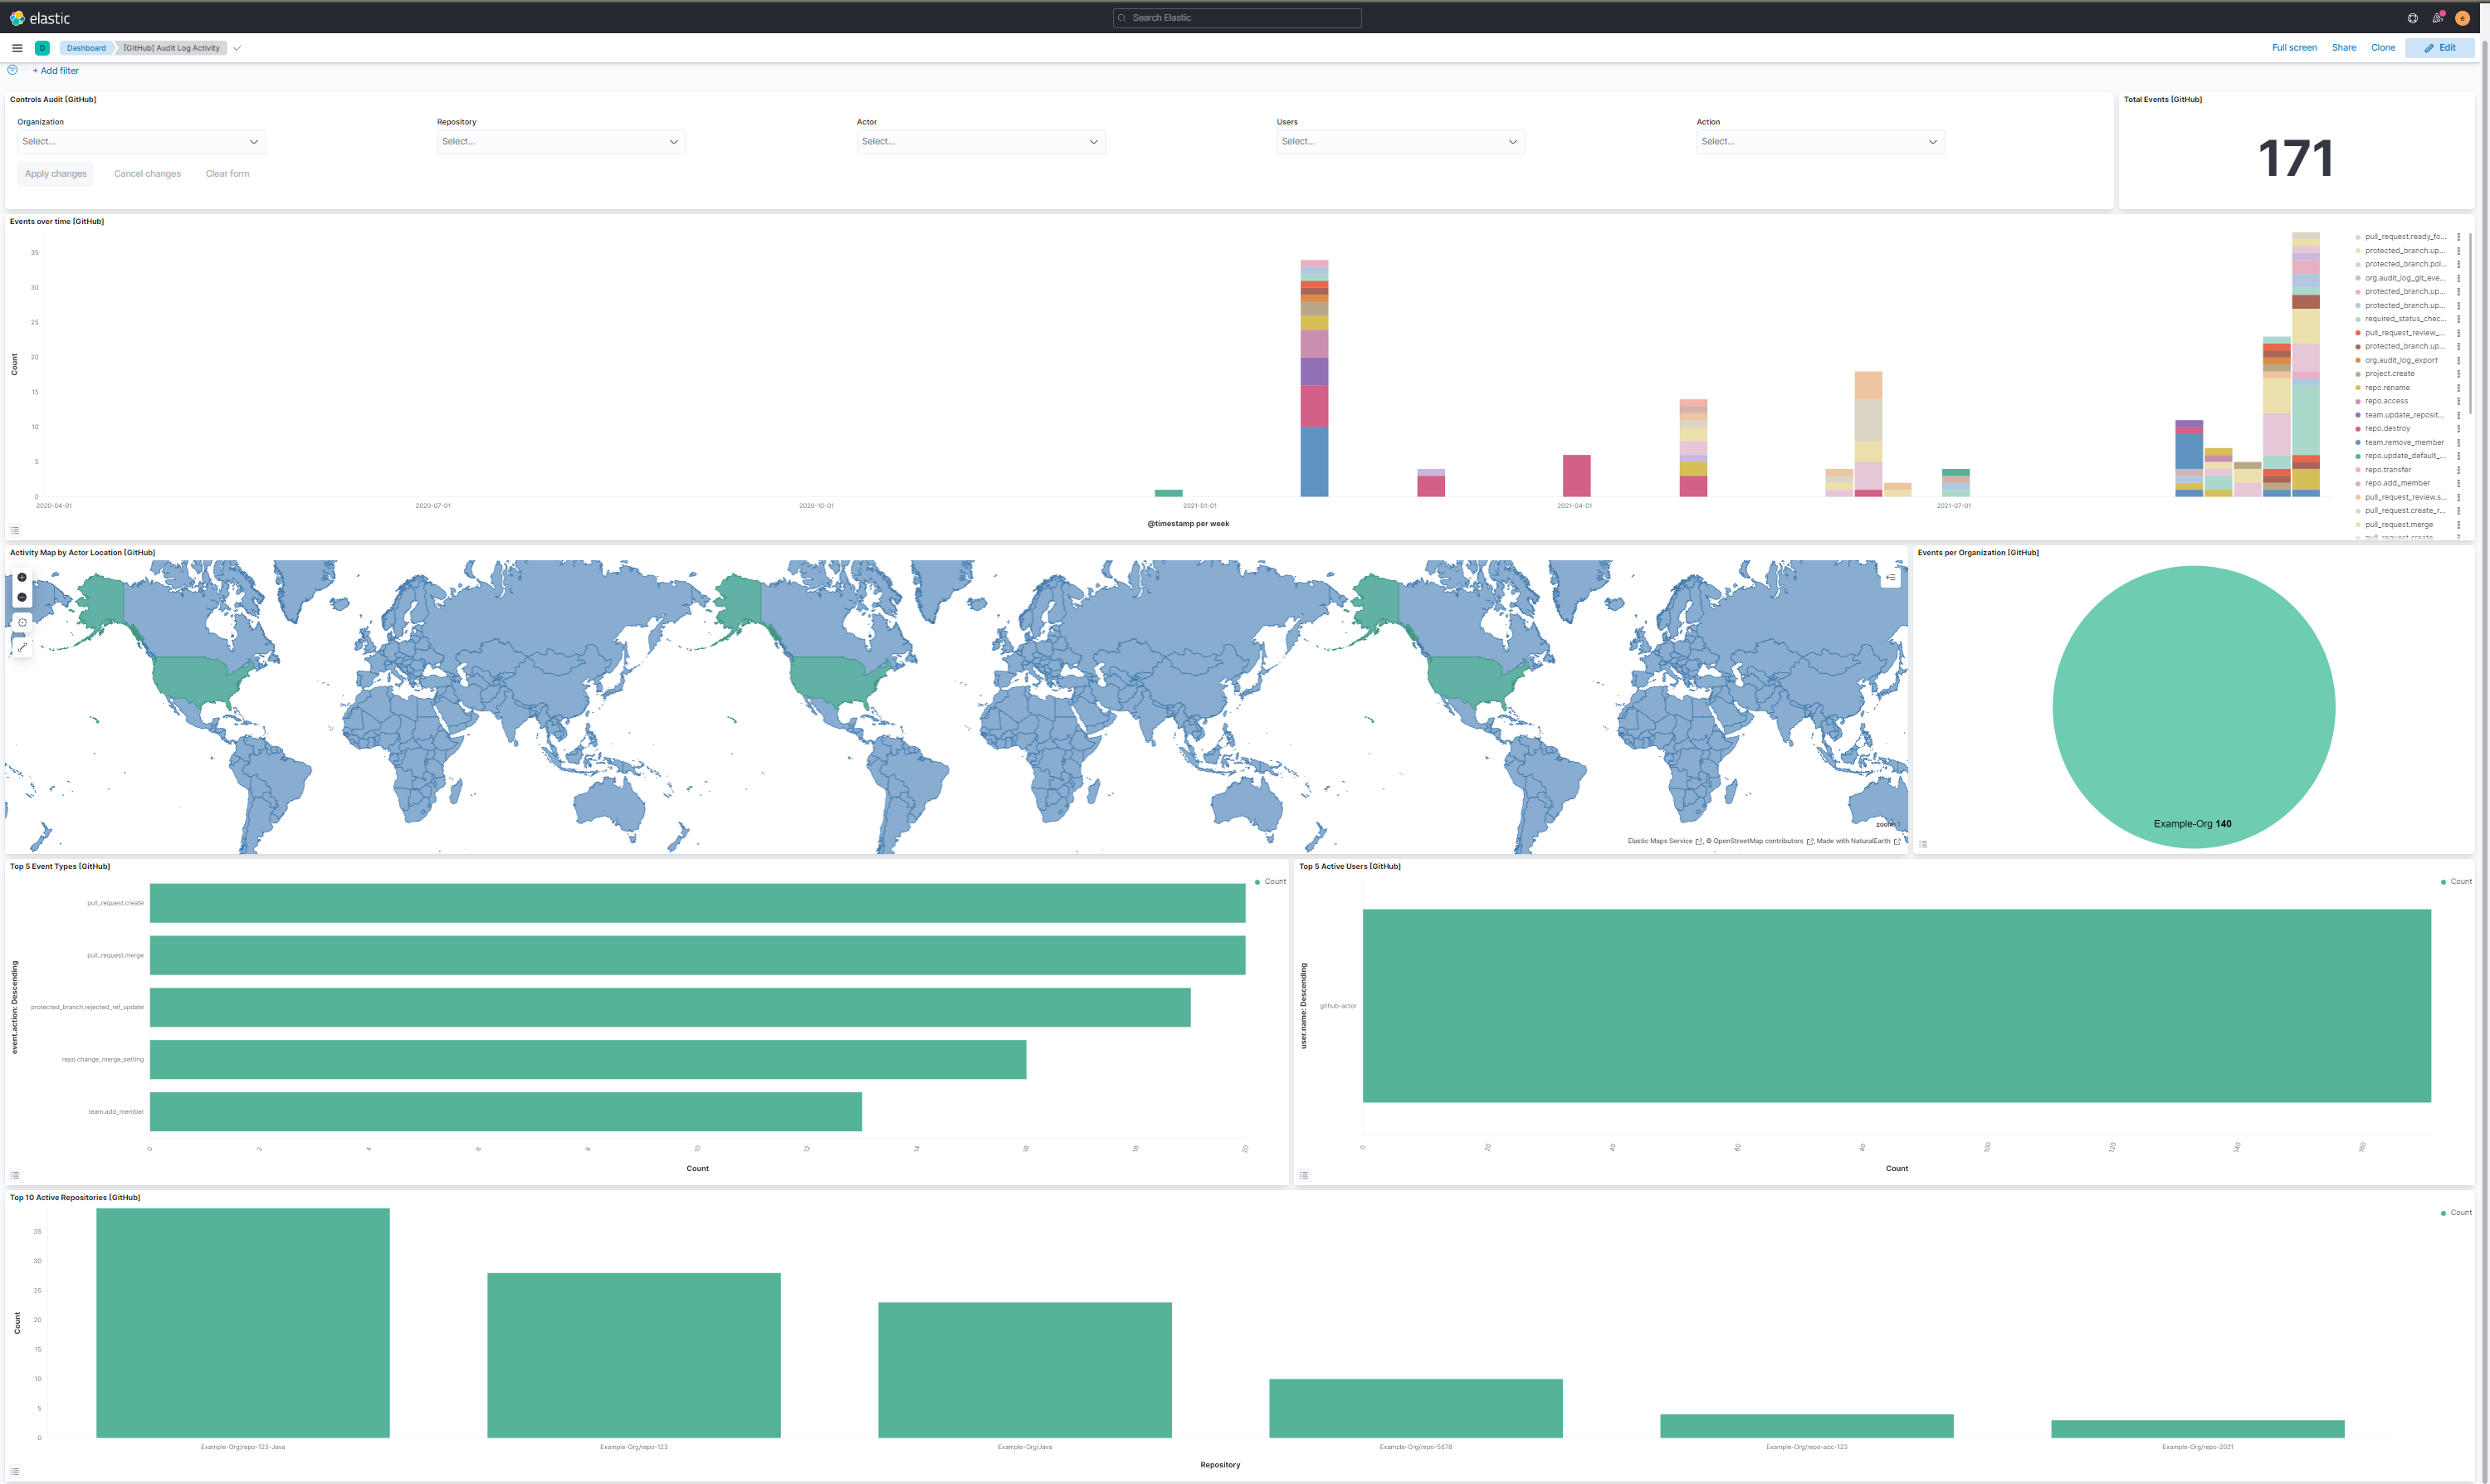 elastic
Search Elastic
e
D
Dashboard
[GitHub] Audit Log Activity
Full screen
Share
Clone
Edit
+ Add filter
Controls Audit [GitHub]
Organization
Repository
Actor
Users
Action
Select...
Select...
Select...
Select...
Select...
Apply changes
Cancel changes
Clear form
Total Events [GitHub]
171
Events over time [GitHub]
Count
35
30
25
20
15
10
5
0
2020-04-01
2020-07-01
2020-10-01
2021-01-01
2021-04-01
2021-07-01
@timestamp per week
pull_request.ready_fo...
protected_branch.up...
protected_branch.pol...
org.audit_log_git_eve...
protected_branch.up...
protected_branch.up...
required_status_chec...
pull_request_review_...
protected_branch.up...
org.audit_log_export
project.create
repo.rename
repo.access
team.update_reposit...
repo.destroy
team.remove_member
repo.update_default_...
repo.transfer
repo.add_member
pull_request_review.s...
pull_request.create_r...
pull_request.merge
pull_request.create
Activity Map by Actor Location [GitHub]
Elastic Maps Service , © OpenStreetMap contributors , Made with NaturalEarth
Events per Organization [GitHub]
Example-Org 140
Top 5 Event Types [GitHub]
Count
event.action: Descending
pull_request.create
pull_request.merge
protected_branch.rejected_ref_update
repo.change_merge_setting
team.add_member
0
2
4
6
8
10
12
14
16
18
20
Count
Top 5 Active Users [GitHub]
Count
user.name: Descending
github-actor
0
20
40
60
80
100
120
140
160
Count
Top 10 Active Repositories [GitHub]
Count
Count
35
30
25
20
15
10
5
0
Example-Org/repo-123-Java
Example-Org/repo-123
Example-Org/Java
Example-Org/repo-5678
Example-Org/repo-abc-123
Example-Org/repo-2021
Repository